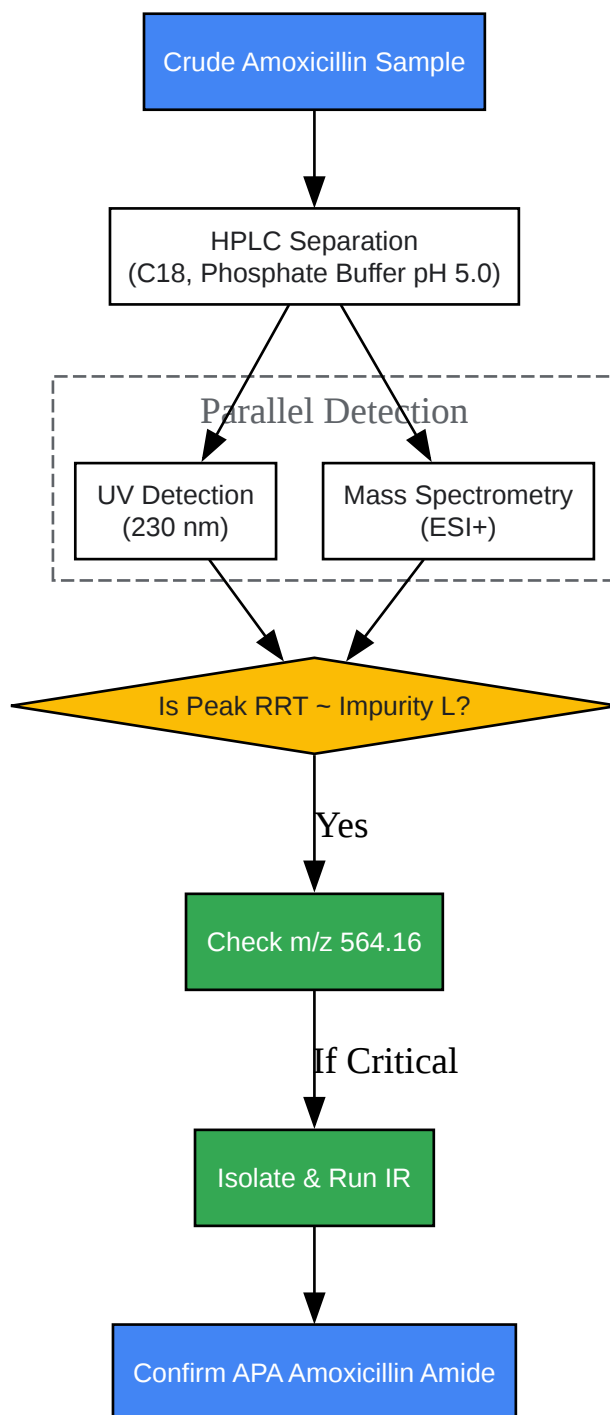 Crude Amoxicillin Sample
HPLC Separation
(C18, Phosphate Buffer pH 5.0)
Parallel Detection
UV Detection
(230 nm)
Mass Spectrometry
(ESI+)
Is Peak RRT ~ Impurity L?
Yes
Check m/z 564.16
If Critical
Isolate & Run IR
Confirm APA Amoxicillin Amide